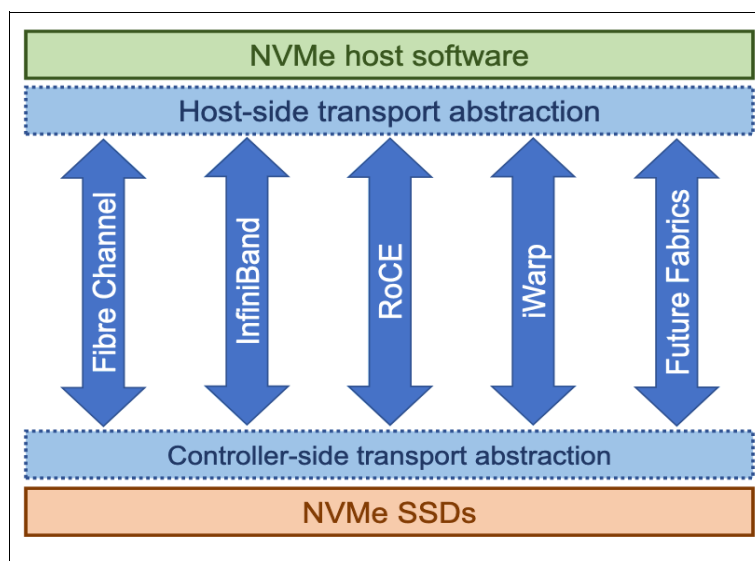 NVMe host software
Host-side transport abstraction
Fibre Channel
InfiniBand
RoCE
iWarp
Future Fabrics
Controller-side transport abstraction
NVMe SSDs